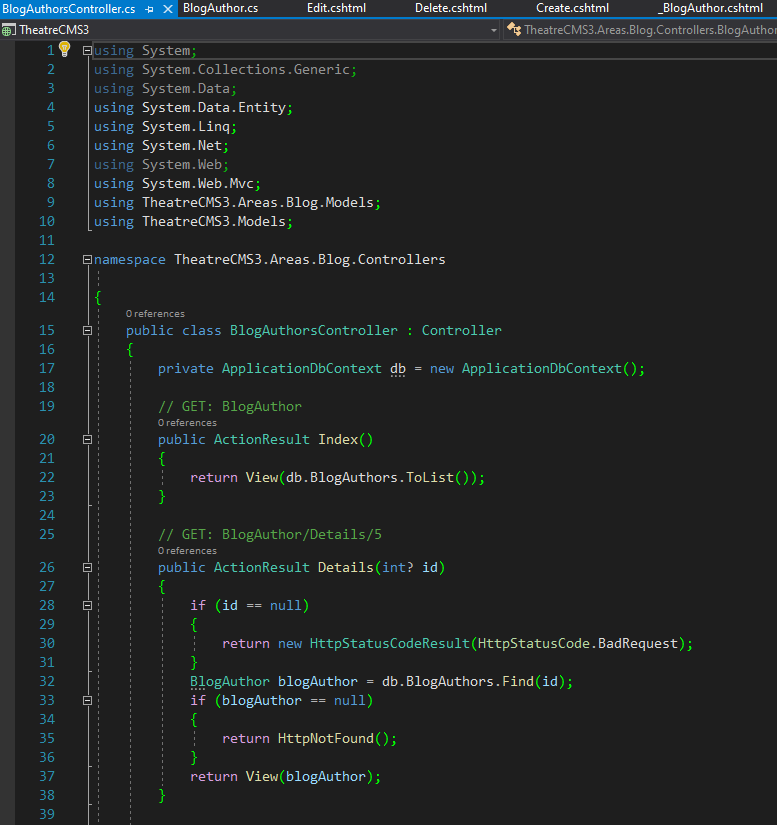 BlogAuthorsController.cs BlogAuthor.cs Edit.cshtml Delete.cshtml Create.cshtml _BlogAuthor.cshtml
TheatreCMS3 TheatreCMS3.Areas.Blog.Controllers.BlogAuthor
1 using System;
2 using System.Collections.Generic;
3 using System.Data;
4 using System.Data.Entity;
5 using System.Linq;
6 using System.Net;
7 using System.Web;
8 using System.Web.Mvc;
9 using TheatreCMS3.Areas.Blog.Models;
10 using TheatreCMS3.Models;
11
12 namespace TheatreCMS3.Areas.Blog.Controllers
13
14 {
0 references
15 public class BlogAuthorsController : Controller
16 {
17 private ApplicationDbContext db = new ApplicationDbContext();
18
19 // GET: BlogAuthor
0 references
20 public ActionResult Index()
21 {
22 return View(db.BlogAuthors.ToList());
23 }
24
25 // GET: BlogAuthor/Details/5
0 references
26 public ActionResult Details(int? id)
27 {
28 if (id == null)
29 {
30 return new HttpStatusCodeResult(HttpStatusCode.BadRequest);
31 }
32 BlogAuthor blogAuthor = db.BlogAuthors.Find(id);
33 if (blogAuthor == null)
34 {
35 return HttpNotFound();
36 }
37 return View(blogAuthor);
38 }
39